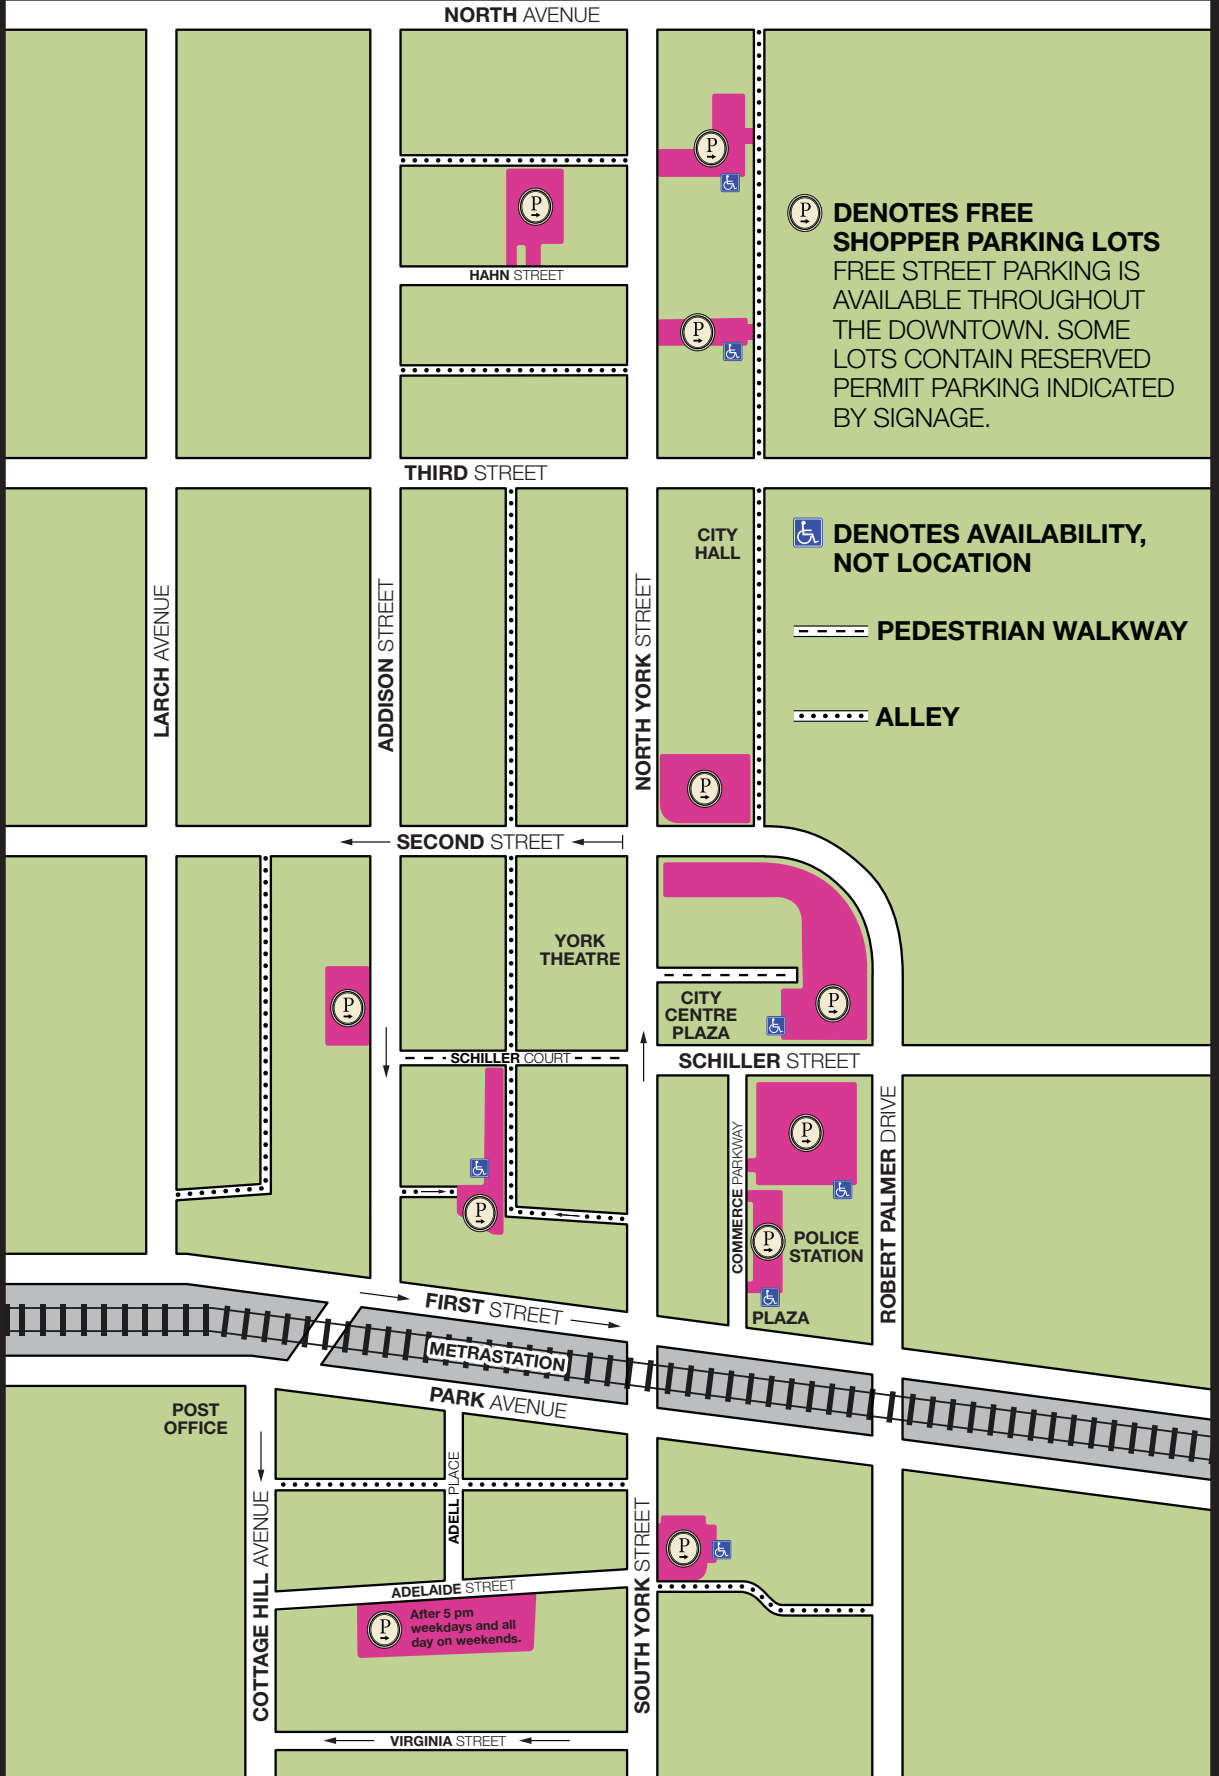 NORTH AVENUE
P
P
HAHN STREET
P
P
DENOTES FREE
SHOPPER PARKING LOTS
FREE STREET PARKING IS
AVAILABLE THROUGHOUT
THE DOWNTOWN. SOME
LOTS CONTAIN RESERVED
PERMIT PARKING INDICATED
BY SIGNAGE.
THIRD STREET
CITY
HALL
DENOTES AVAILABILITY,
NOT LOCATION
PEDESTRIAN WALKWAY
ALLEY
LARCH AVENUE
ADDISON STREET
NORTH YORK STREET
P
SECOND STREET
YORK
THEATRE
P
CITY
CENTRE
PLAZA
P
SCHILLER COURT
SCHILLER STREET
P
COMMERCE PARKWAY
ROBERT PALMER DRIVE
P
P
POLICE
STATION
PLAZA
FIRST STREET
METRASTATION
PARK AVENUE
POST
OFFICE
ADELL PLACE
COTTAGE HILL AVENUE
SOUTH YORK STREET
P
ADELAIDE STREET
P
After 5 pm
weekdays and all
day on weekends.
VIRGINIA STREET